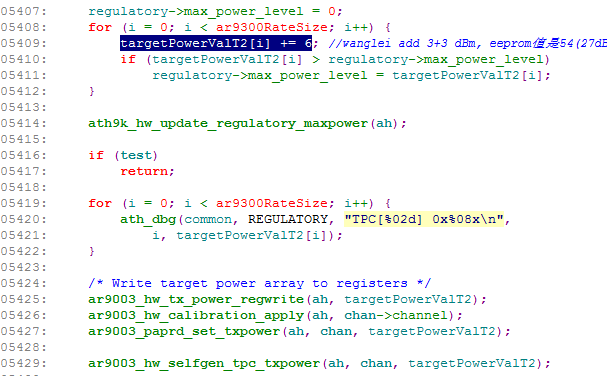 05407: regulatory->max_power_level = 0;
05408: for (i = 0; i < ar9300RateSize; i++) {
05409: targetPowerValT2[i] += 6; //wanglei add 3+3 dBm, eeprom值是54(27dB
05410: if (targetPowerValT2[i] > regulatory->max_power_level)
05411: regulatory->max_power_level = targetPowerValT2[i];
05412: }
05413:
05414: ath9k_hw_update_regulatory_maxpower(ah);
05415:
05416: if (test)
05417: return;
05418:
05419: for (i = 0; i < ar9300RateSize; i++) {
05420: ath_dbg(common, REGULATORY, "TPC[%02d] 0x%08x\n",
05421: i, targetPowerValT2[i]);
05422: }
05423:
05424: /* Write target power array to registers */
05425: ar9003_hw_tx_power_regwrite(ah, targetPowerValT2);
05426: ar9003_hw_calibration_apply(ah, chan->channel);
05427: ar9003_paprd_set_txpower(ah, chan, targetPowerValT2);
05428:
05429: ar9003_hw_selfgen_tpc_txpower(ah, chan, targetPowerValT2);